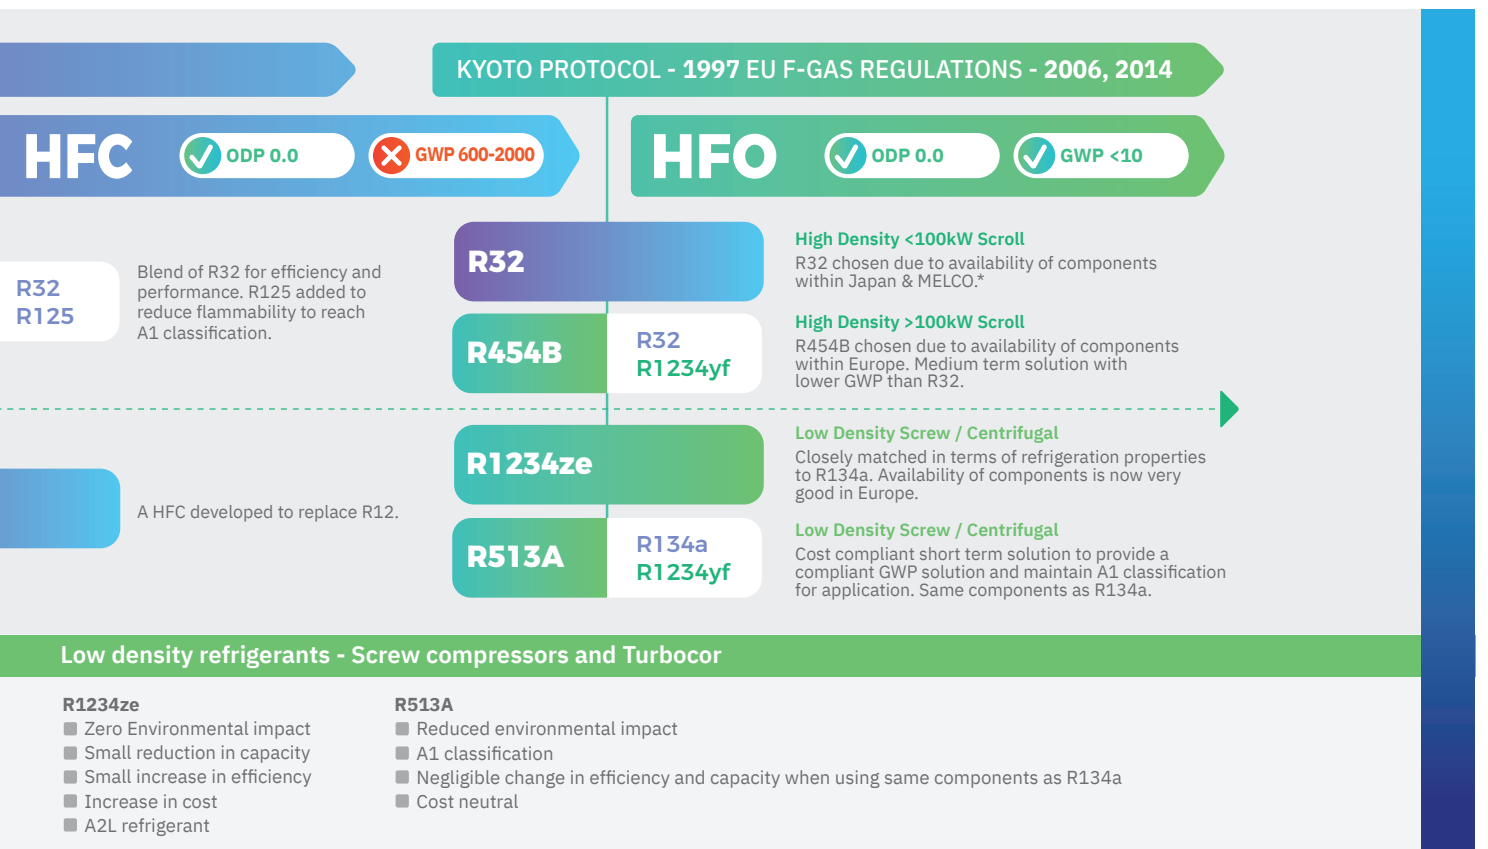 KYOTO PROTOCOL - 1997 EU F-GAS REGULATIONS - 2006, 2014
HFC
ODP 0.0
GWP 600-2000
HFO
ODP 0.0
GWP <10
R32
R125
Blend of R32 for efficiency and
performance. R125 added to
reduce flammability to reach
A1 classification.
R32
High Density <100kW Scroll
R32 chosen due to availability of components
within Japan & MELCO.*
R454B
R32
R1234yf
High Density >100kW Scroll
R454B chosen due to availability of components
within Europe. Medium term solution with
lower GWP than R32.
A HFC developed to replace R12.
R1234ze
Low Density Screw / Centrifugal
Closely matched in terms of refrigeration properties
to R134a. Availability of components is now very
good in Europe.
R513A
R134a
R1234yf
Low Density Screw / Centrifugal
Cost compliant short term solution to provide a
compliant GWP solution and maintain A1 classification
for application. Same components as R134a.
Low density refrigerants - Screw compressors and Turbocor
R1234ze
Zero Environmental impact
Small reduction in capacity
Small increase in efficiency
Increase in cost
A2L refrigerant
R513A
Reduced environmental impact
A1 classification
Negligible change in efficiency and capacity when using same components as R134a
Cost neutral